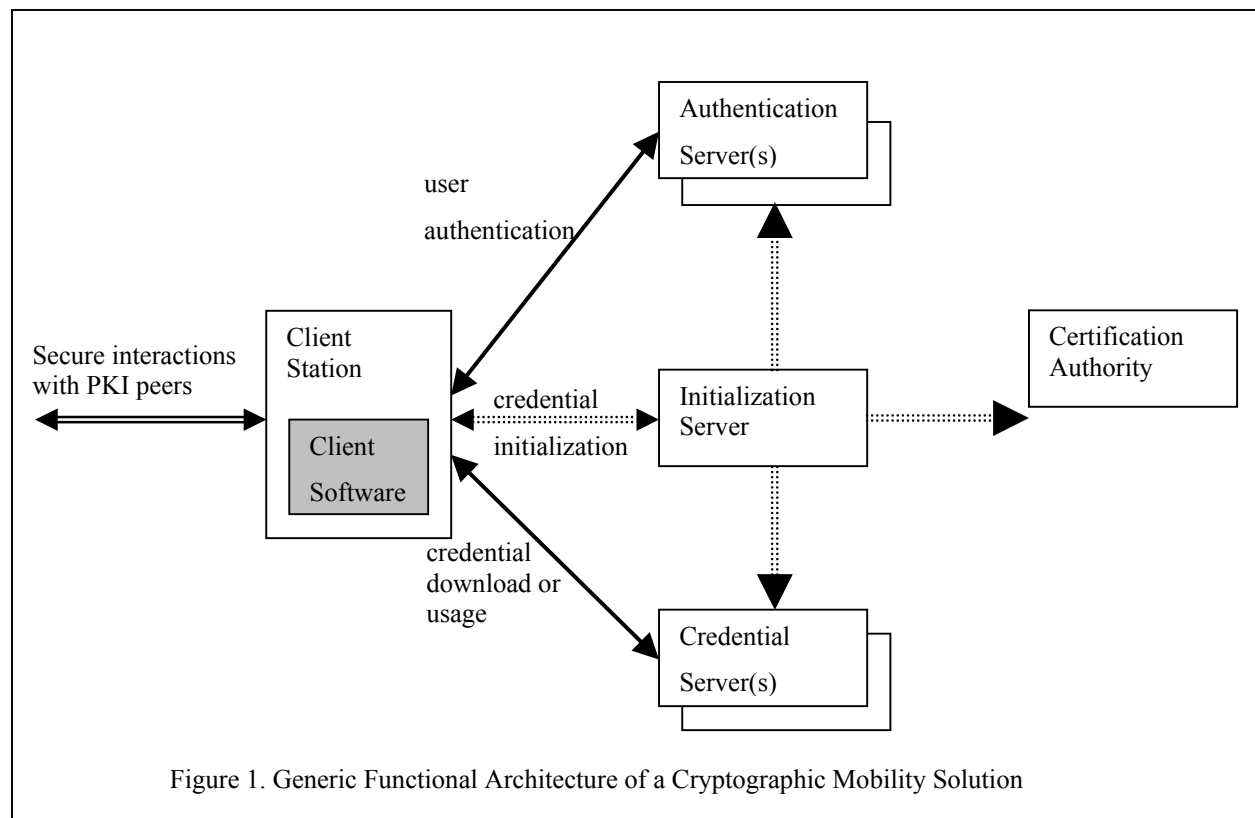 Authentication
Server(s)
user
authentication
Client
Station
Certification
Authority
Secure interactions
with PKI peers
credential
initialization
Initialization
Server
Client
Software
credential
download or
usage
Credential
Server(s)
Figure 1. Generic Functional Architecture of a Cryptographic Mobility Solution